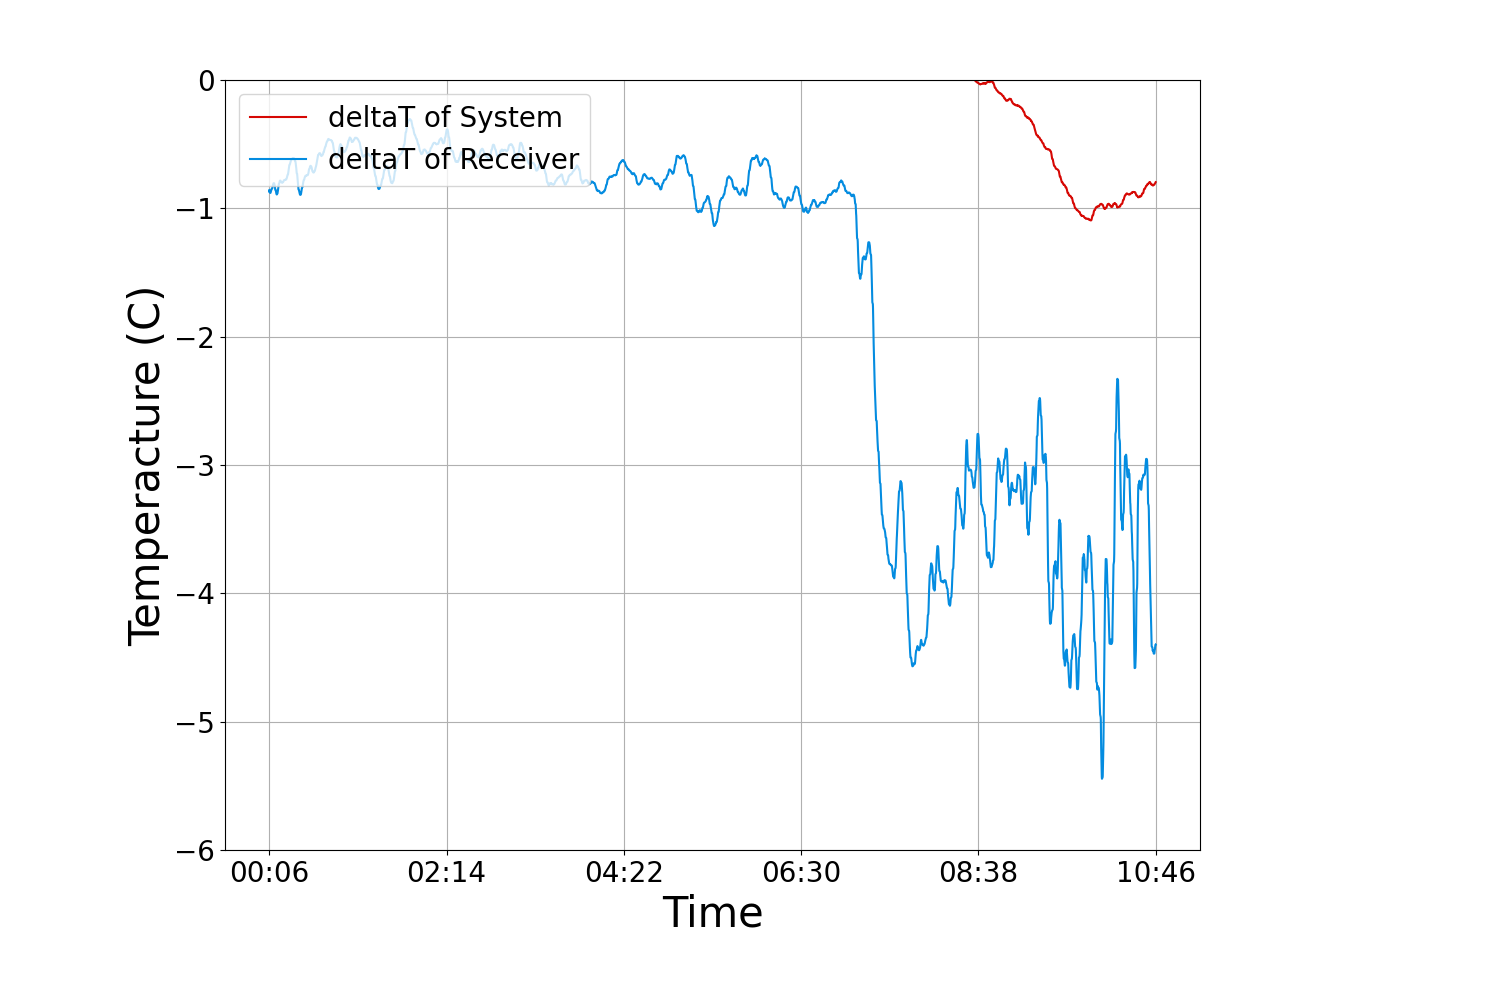 0
deltaT of System
deltaT of Receiver
−1
−2
−3
−4
−5
−6
Temperacture (C)
00:06 02:14 04:22 06:30 08:38 10:46
Time